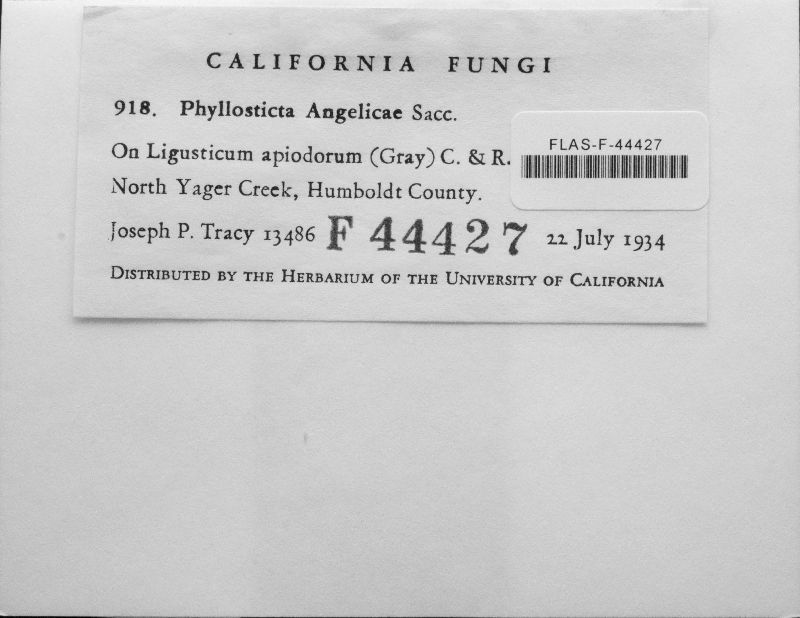 CALIFORNIA FUNGI
918. Phyllosticta Angelicae Sacc.
FLAS-F-44427
On Ligusticum apiodorum (Gray) C. & R.
North Yager Creek, Humboldt County.
Joseph P. Tracy 13486 F 44427 22 July 1934
Distributed by the Herbarium of the University of California